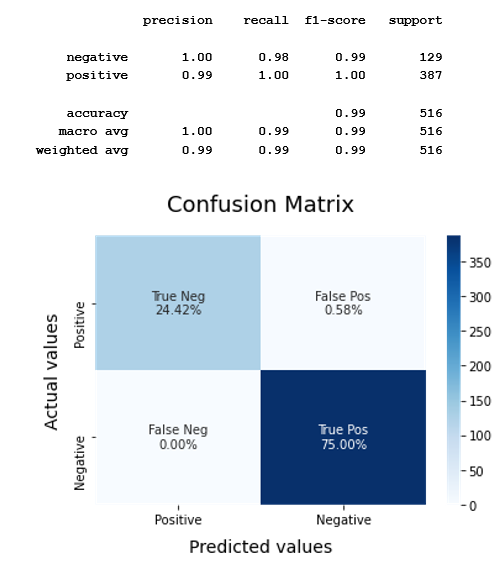 precision recall f1-score support
negative 1.00 0.98 0.99 129
positive 0.99 1.00 1.00 387
accuracy 0.99 516
macro avg 1.00 0.99 0.99 516
weighted avg 0.99 0.99 0.99 516
Confusion Matrix
Actual values
Positive
Negative
True Neg
24.42%
False Pos
0.58%
False Neg
0.00%
True Pos
75.00%
Positive
Negative
Predicted values
350
300
250
200
150
100
50
0